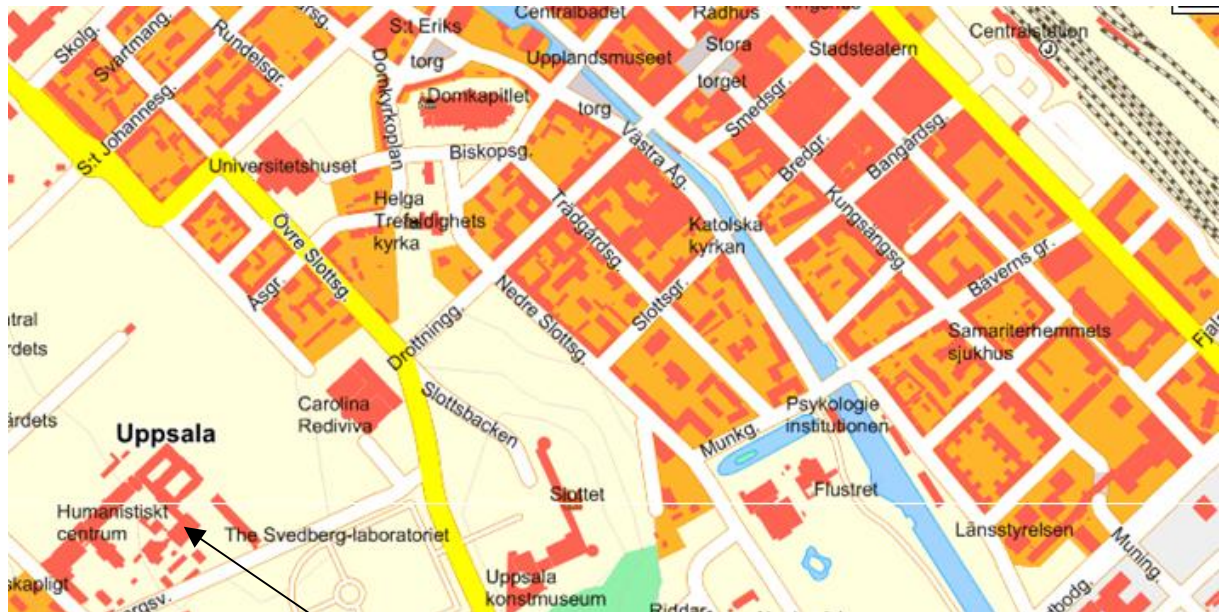 Skolg.
Svartmang.
Rundelsgr.
S:t Johannesg.
S:t Eriks
torg
Domkyrkoplan
Domkapitlet
Centralbadet
Upplandsmuseet
torg
Rådhus
Stora
torget
Stadsteatern
Centralstation
Smedsgr.
Västra Åg.
Bredgr.
Bangårdsg.
Kungsängsg.
Universitetshuset
Biskopsg.
Helga
Trefaldighets
kyrka
Trädgårdsg.
Katolska
kyrkan
Övre Slottsg.
Åsgr.
Nedre Slottsg.
Slottsgr.
Bäverns gr.
Drottningg.
Samariterhemmets
sjukhus
Carolina
Rediviva
Slottsbacken
Munkg.
Psykologie
institutionen
Uppsala
Slottet
Flustret
Humanistiskt
centrum
The Svedberg-laboratoriet
Länsstyrelsen
Muning.
Uppsala
konstmuseum
Riddar